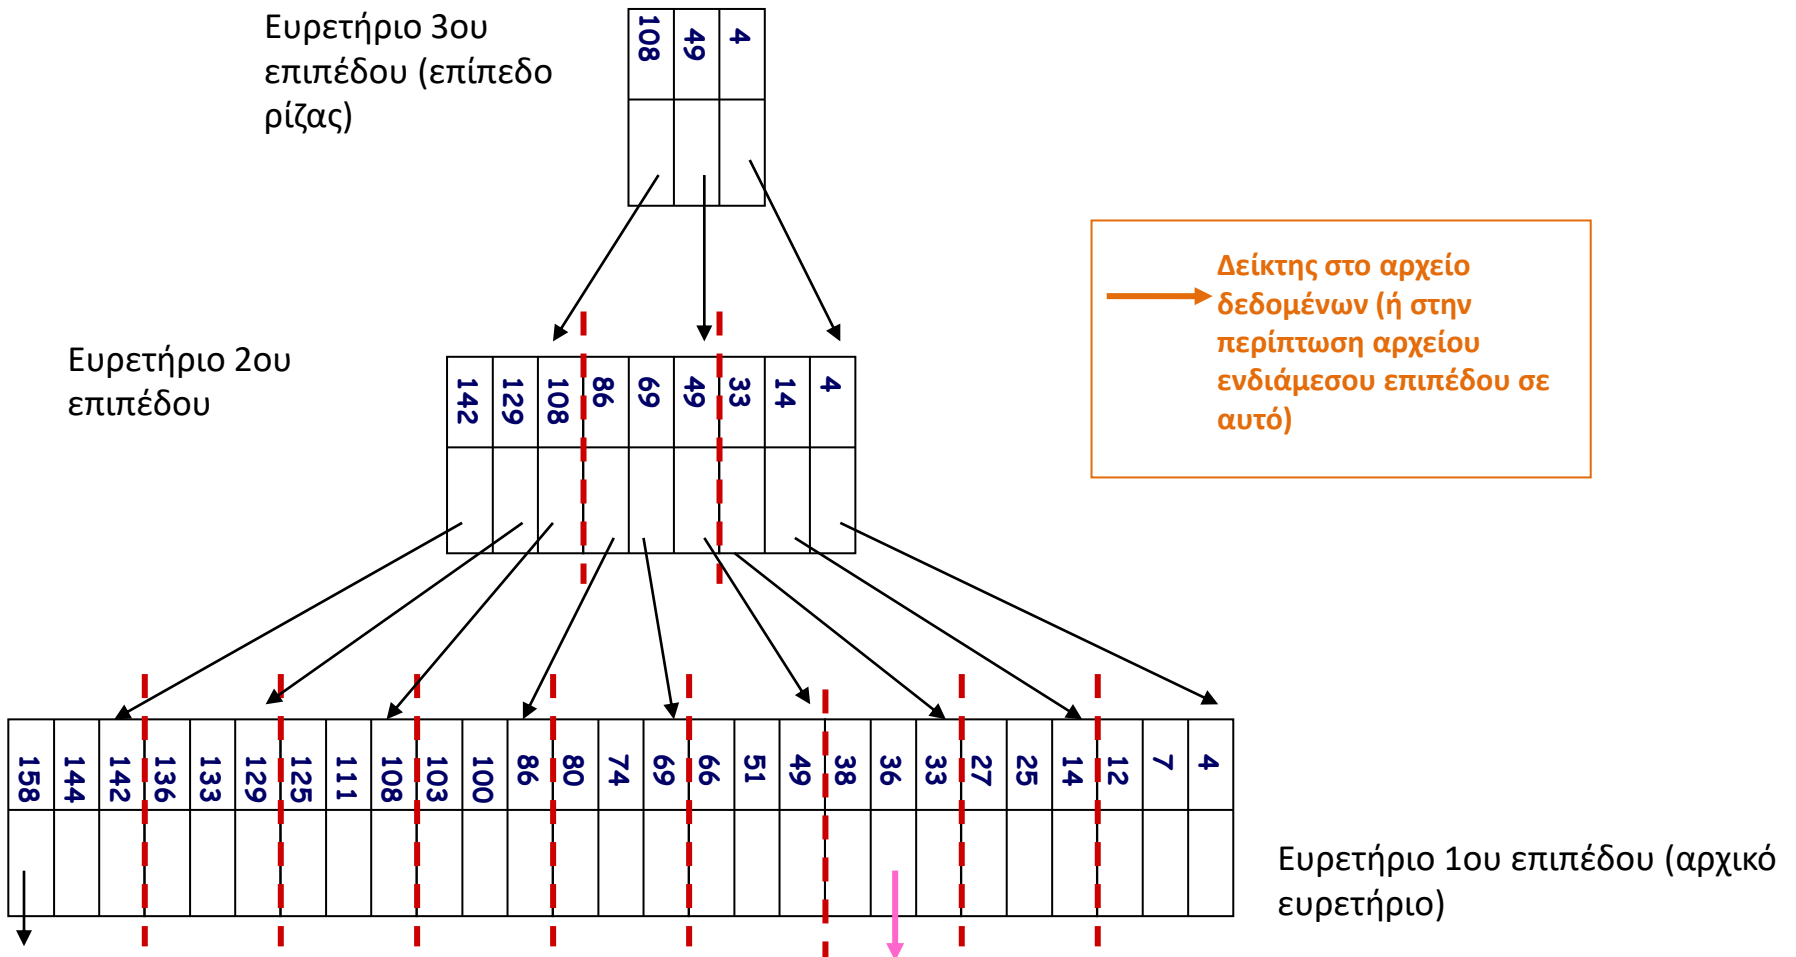 Ευρετήριο 3ου
επιπέδου (επίπεδο
ρίζας)
108 49 4
Δείκτης στο αρχείο
δεδομένων (ή στην
περίπτωση αρχείου
ενδιάμεσου επιπέδου σε
αυτό)
Ευρετήριο 2ου
επιπέδου
142 129 108 86 69 49 33 14 4
158 144 142 136 133 129 125 111 108 103 100 86 80 74 69 66 51 49 38 36 33 27 25 14 12 7 4
Ευρετήριο 1ου επιπέδου (αρχικό
ευρετήριο)